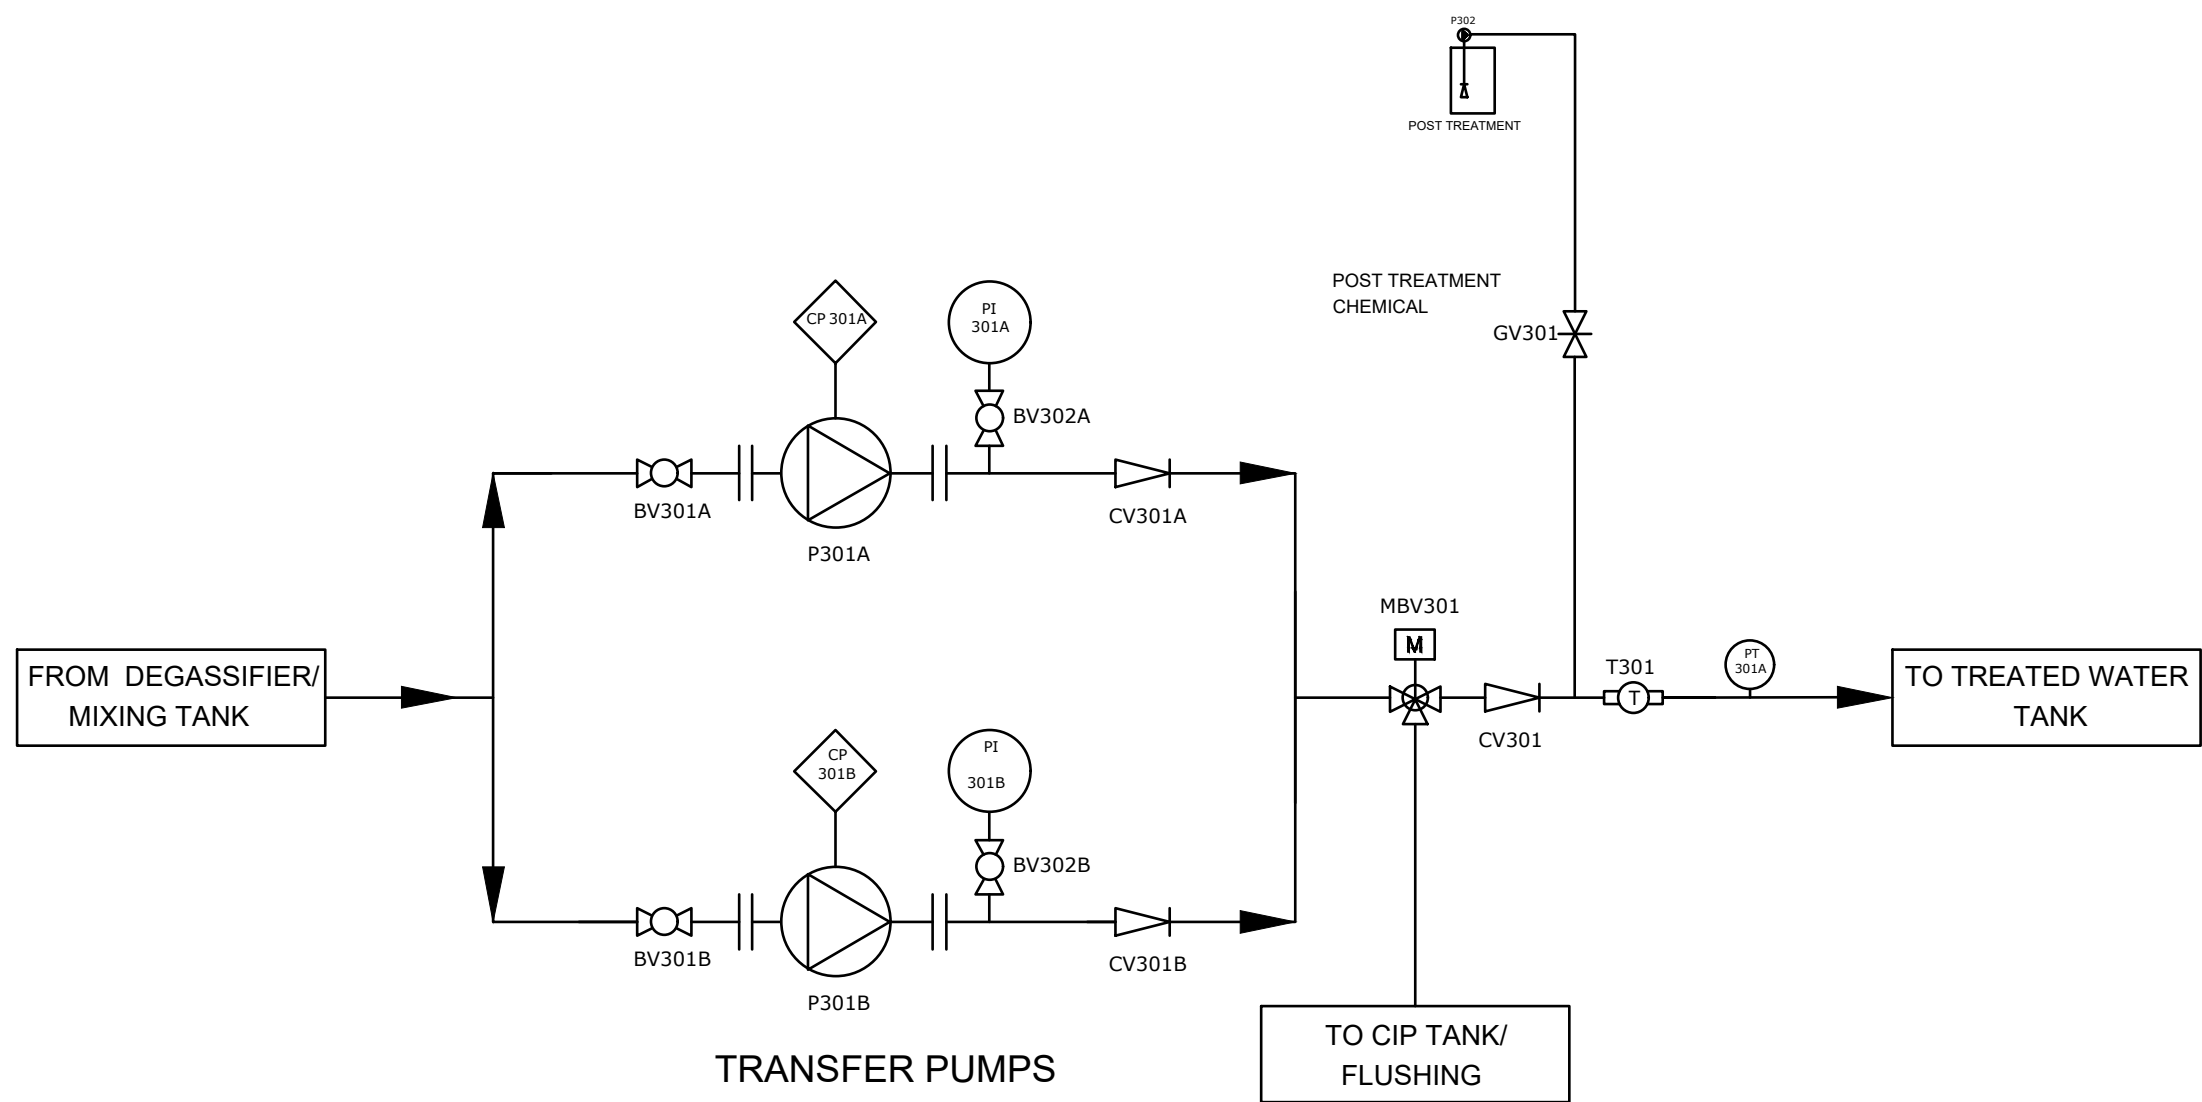 P302
POST TREATMENT
POST TREATMENT
CHEMICAL
GV301
CP 301A
PI
301A
BV302A
BV301A
CV301A
P301A
MBV301
M
FROM DEGASSIFIER/
MIXING TANK
T301
T
PT
301A
TO TREATED WATER
TANK
CV301
CP
301B
PI
301B
BV302B
BV301B
CV301B
P301B
TO CIP TANK/
FLUSHING
TRANSFER PUMPS